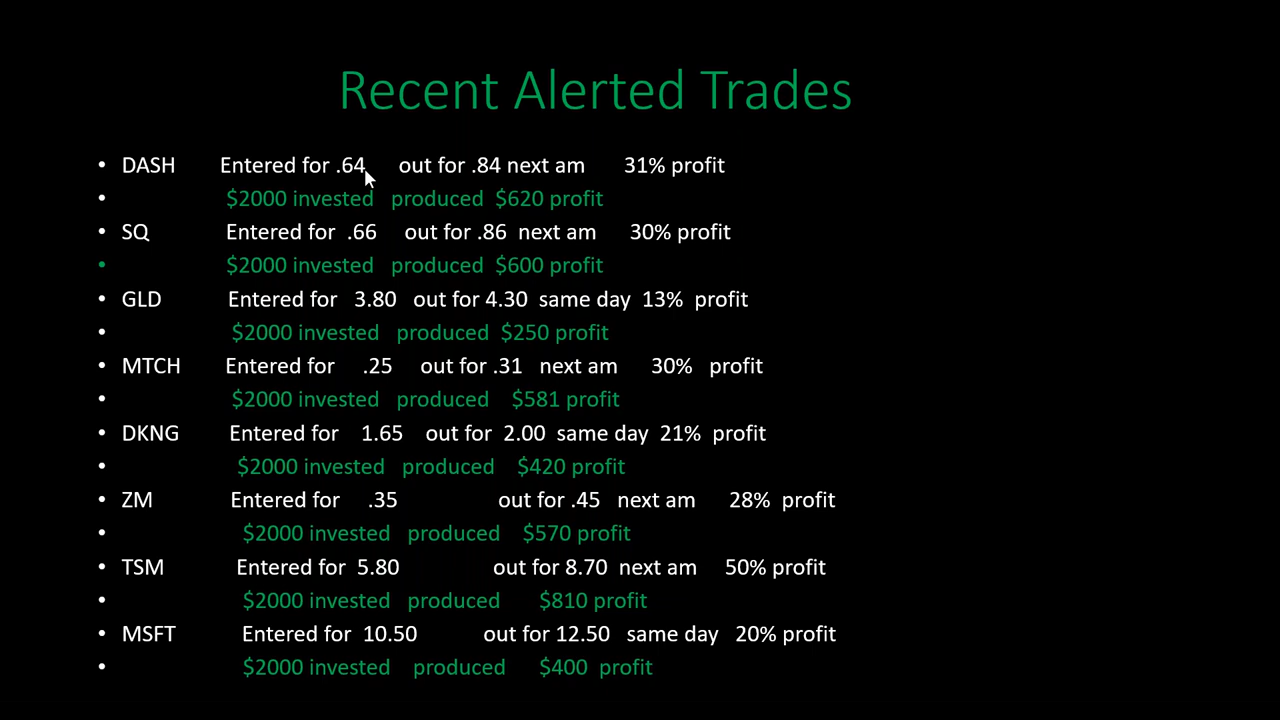 Recent Alerted Trades
• DASH Entered for .64 out for .84 next am 31% profit
• $2000 invested produced $620 profit
• SQ Entered for .66 out for .86 next am 30% profit
• $2000 invested produced $600 profit
• GLD Entered for 3.80 out for 4.30 same day 13% profit
• $2000 invested produced $250 profit
• MTCH Entered for .25 out for .31 next am 30% profit
• $2000 invested produced $581 profit
• DKNG Entered for 1.65 out for 2.00 same day 21% profit
• $2000 invested produced $420 profit
• ZM Entered for .35 out for .45 next am 28% profit
• $2000 invested produced $570 profit
• TSM Entered for 5.80 out for 8.70 next am 50% profit
• $2000 invested produced $810 profit
• MSFT Entered for 10.50 out for 12.50 same day 20% profit
• $2000 invested produced $400 profit